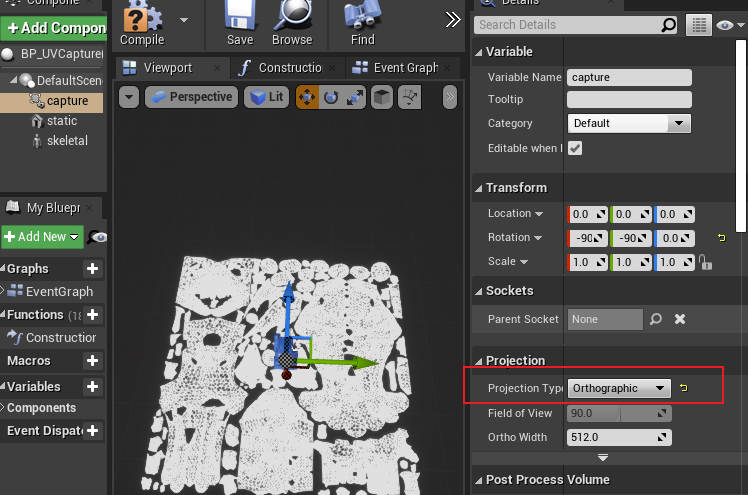 Details
Add Compon
Compile
Save
Browse
Find
Search Details
BP_UVCapture(
DefaultScen
capture
static
skeletal
Viewport
Constructio
Event Graph
Perspective
Lit
Variable
Variable Name
capture
Tooltip
Category
Default
Editable when I
Transform
Location
0.0
0.0
0.0
Rotation
-90
-90
0.0
Scale
1.0
1.0
1.0
Sockets
Parent Socket
None
Projection
Projection Type
Orthographic
Field of View
90.0
Ortho Width
512.0
Post Process Volume
My Bluepr
Add New
Graphs
EventGraph
Functions (18
Construction
Macros
Variables
Components
Event Dispat